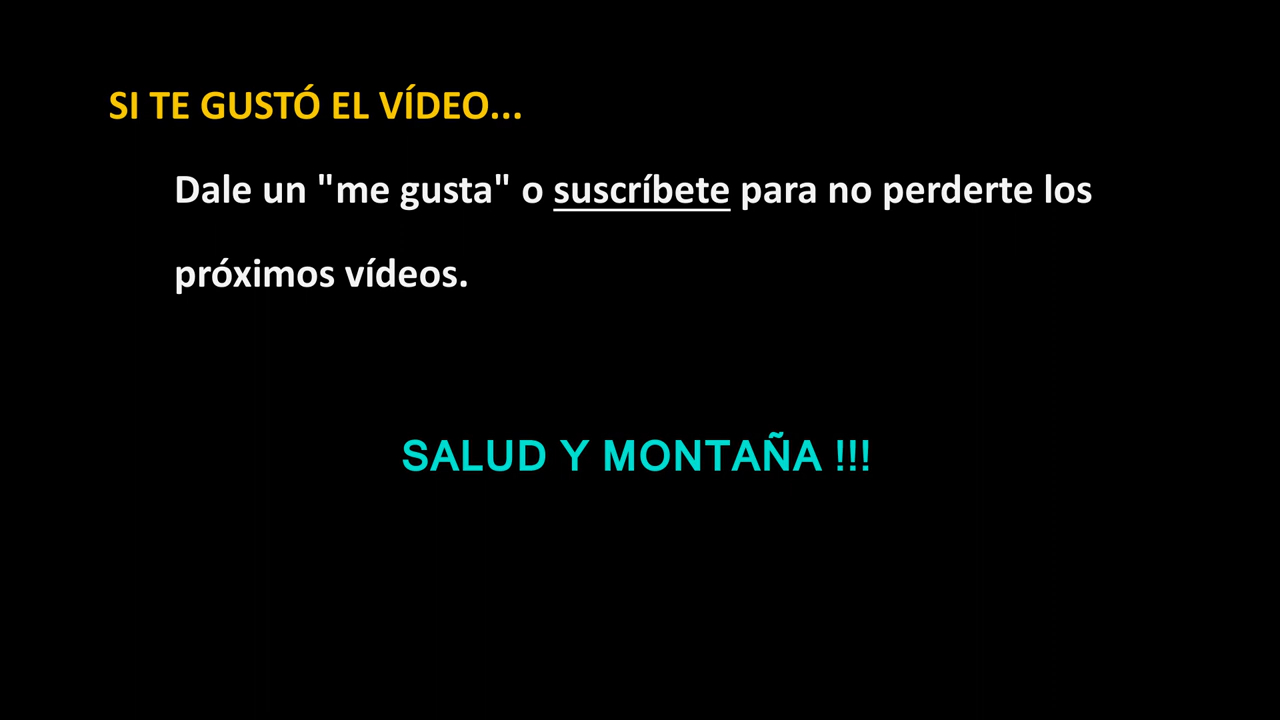 SI TE GUSTÓ EL VÍDEO...
Dale un "me gusta" o suscríbete para no perderte los
próximos vídeos.
SALUD Y MONTAÑA !!!